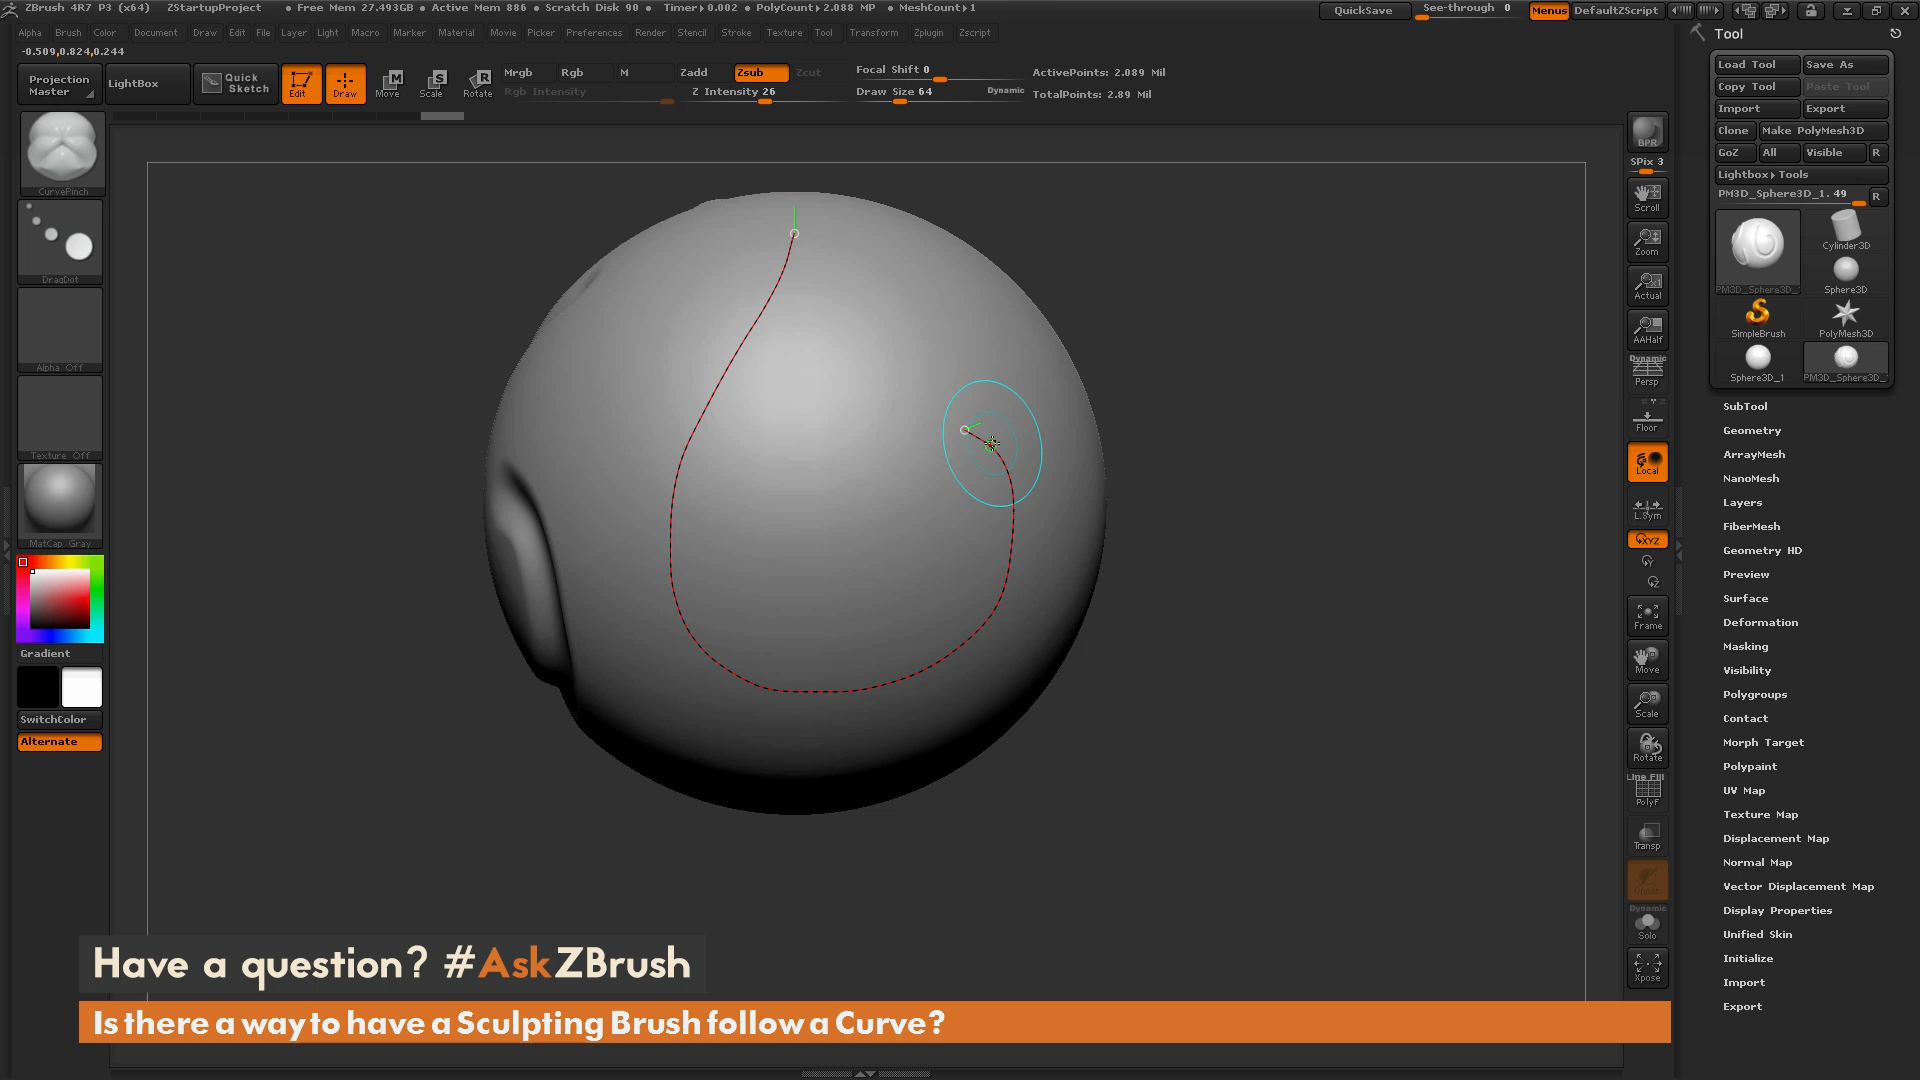 ZBrush 4R7 P3 (x64) ZStartupProject • Free Mem 27.493GB • Active Mem 886 • Scratch Disk 90 • Timer▸0.002 • PolyCount▸2.088 MP • MeshCount▸1 QuickSave See-through 0 Menus DefaultZScript
Alpha Brush Color Document Draw Edit File Layer Light Macro Marker Material Movie Picker Preferences Render Stencil Stroke Texture Tool Transform Zplugin Zscript
-0.509,0.824,0.244
Projection Master
LightBox
Quick Sketch
Edit
Draw
Move
Scale
Rotate
Mrgb Rgb M Zadd Zsub Zcut
Rgb Intensity Z Intensity 26
Focal Shift 0
Draw Size 64 Dynamic
ActivePoints: 2.089 Mil
TotalPoints: 2.89 Mil
CurvePinch
DragDot
Alpha Off
Texture Off
MatCap Gray
Gradient
SwitchColor
Alternate
BPR
SPix 3
Scroll
Zoom
Actual
AAHalf
Dynamic
Persp
Floor
Local
L.Sym
XYZ
Frame
Move
Scale
Rotate
Line Fill
PolyF
Transp
Ghost
Dynamic
Solo
Xpose
Tool
Load Tool Save As
Copy Tool Paste Tool
Import Export
Clone Make PolyMesh3D
GoZ All Visible R
Lightbox▸Tools
PM3D_Sphere3D_1. 49 R
PM3D_Sphere3D_
Cylinder3D
Sphere3D
SimpleBrush
PolyMesh3D
Sphere3D_1
PM3D_Sphere3D_
SubTool
Geometry
ArrayMesh
NanoMesh
Layers
FiberMesh
Geometry HD
Preview
Surface
Deformation
Masking
Visibility
Polygroups
Contact
Morph Target
Polypaint
UV Map
Texture Map
Displacement Map
Normal Map
Vector Displacement Map
Display Properties
Unified Skin
Initialize
Import
Export
Have a question? #AskZBrush
Is there a way to have a Sculpting Brush follow a Curve?